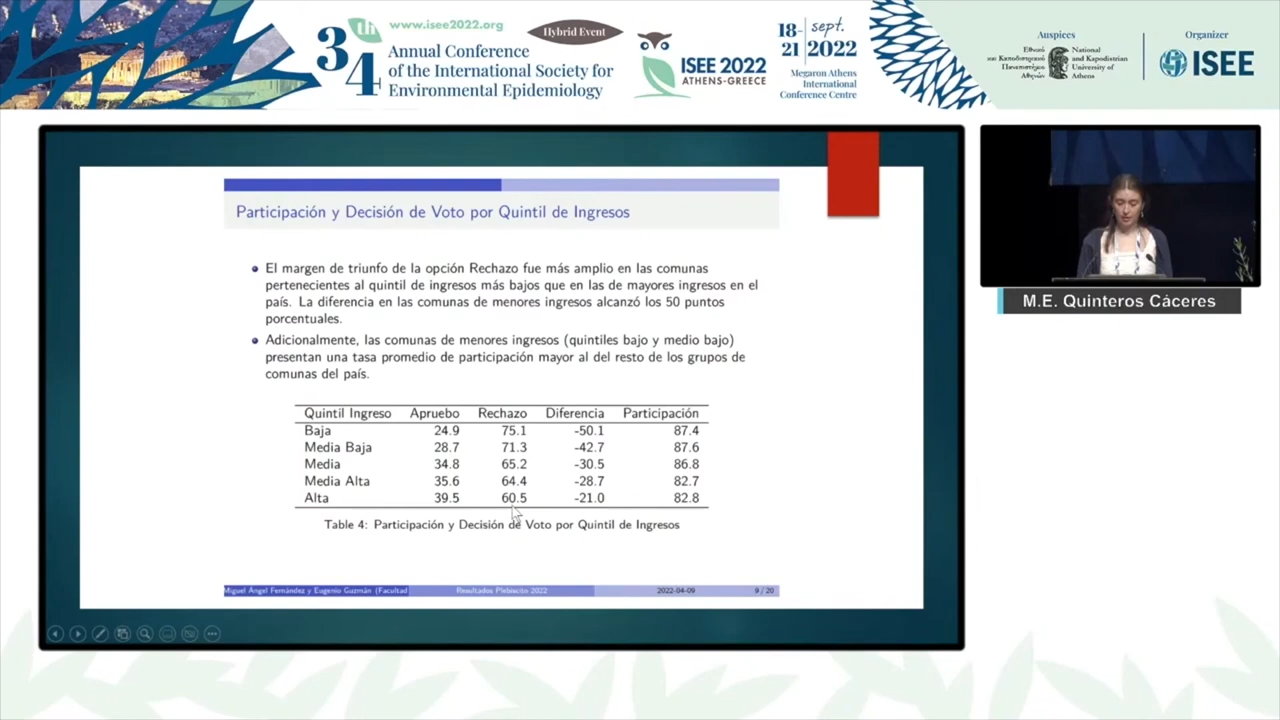 34
th
www.isee2022.org
Hybrid Event
Annual Conference
of the International Society for
Environmental Epidemiology
ISEE 2022
ATHENS-GREECE
18-
21
sept.
2022
Megaron Athens
International
Conference Centre
Auspices
Εθνικό
και Καποδιστριακό
Πανεπιστήμιο
Αθηνών
National
and Kapodistrian
University of
Athens
Organizer
ISEE
Participación y Decisión de Voto por Quintil de Ingresos
El margen de triunfo de la opción Rechazo fue más amplio en las comunas
pertenecientes al quintil de ingresos más bajos que en las de mayores ingresos en el
país. La diferencia en las comunas de menores ingresos alcanzó los 50 puntos
porcentuales.
Adicionalmente, las comunas de menores ingresos (quintiles bajo y medio bajo)
presentan una tasa promedio de participación mayor al del resto de los grupos de
comunas del país.
Quintil Ingreso Apruebo Rechazo Diferencia Participación
Baja 24.9 75.1 -50.1 87.4
Media Baja 28.7 71.3 -42.7 87.6
Media 34.8 65.2 -30.5 86.8
Media Alta 35.6 64.4 -28.7 82.7
Alta 39.5 60.5 -21.0 82.8
Table 4: Participación y Decisión de Voto por Quintil de Ingresos
Miguel Ángel Fernández y Eugenio Guzmán (Facultad Resultados Plebiscito 2022 2022-04-09 9 / 20
M.E. Quinteros Cáceres